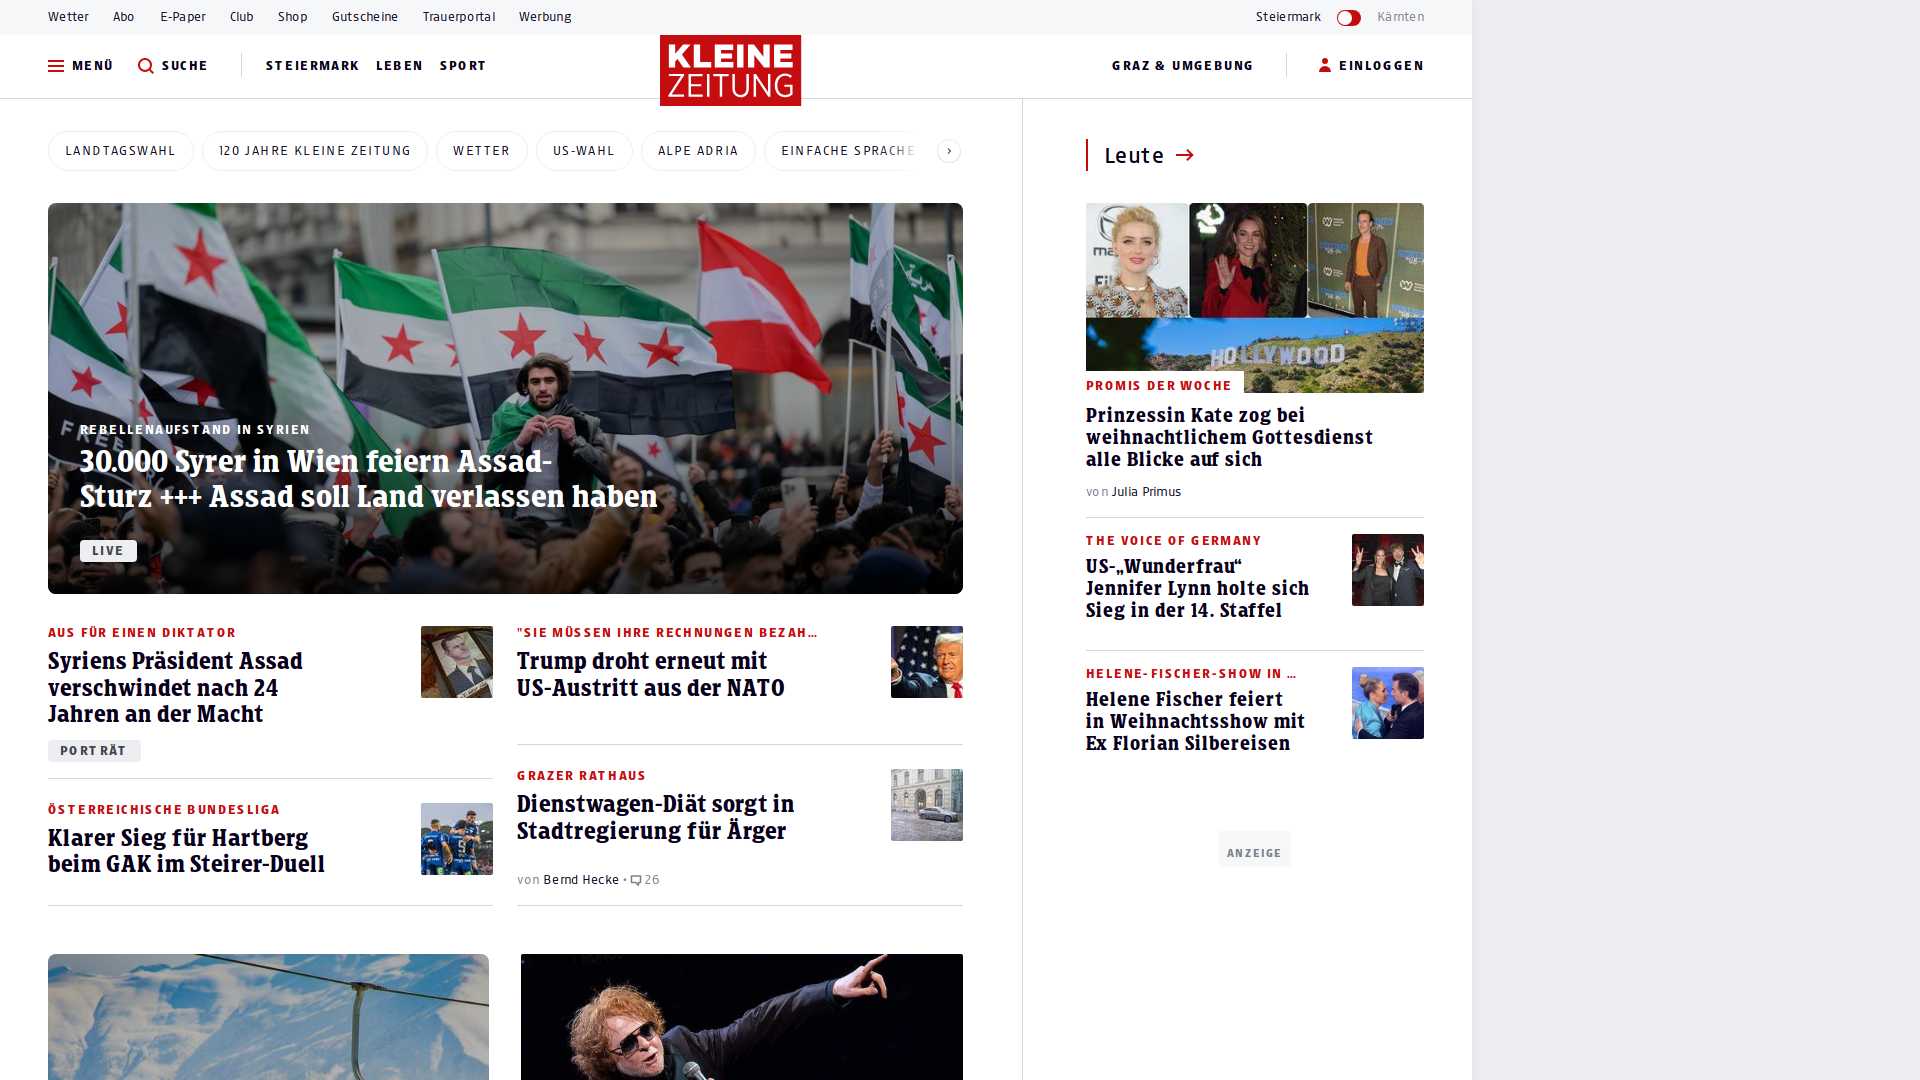 Wetter Abo E-Paper Club Shop Gutscheine Trauerportal Werbung Steiermark Kärnten
MENÜ SUCHE STEIERMARK LEBEN SPORT KLEINE ZEITUNG GRAZ & UMGEBUNG EINLOGGEN
LANDTAGSWAHL 120 JAHRE KLEINE ZEITUNG WETTER US-WAHL ALPE ADRIA EINFACHE SPRACHE
REBELLENAUFSTAND IN SYRIEN
30.000 Syrer in Wien feiern Assad-
Sturz +++ Assad soll Land verlassen haben
LIVE
AUS FÜR EINEN DIKTATOR
Syriens Präsident Assad
verschwindet nach 24
Jahren an der Macht
PORTRÄT
ÖSTERREICHISCHE BUNDESLIGA
Klarer Sieg für Hartberg
beim GAK im Steirer-Duell
"SIE MÜSSEN IHRE RECHNUNGEN BEZAH...
Trump droht erneut mit
US-Austritt aus der NATO
GRAZER RATHAUS
Dienstwagen-Diät sorgt in
Stadtregierung für Ärger
von Bernd Hecke • 26
Leute →
HOLLYWOOD
PROMIS DER WOCHE
Prinzessin Kate zog bei
weihnachtlichem Gottesdienst
alle Blicke auf sich
von Julia Primus
THE VOICE OF GERMANY
US-„Wunderfrau“
Jennifer Lynn holte sich
Sieg in der 14. Staffel
HELENE-FISCHER-SHOW IN ...
Helene Fischer feiert
in Weihnachtsshow mit
Ex Florian Silbereisen
ANZEIGE